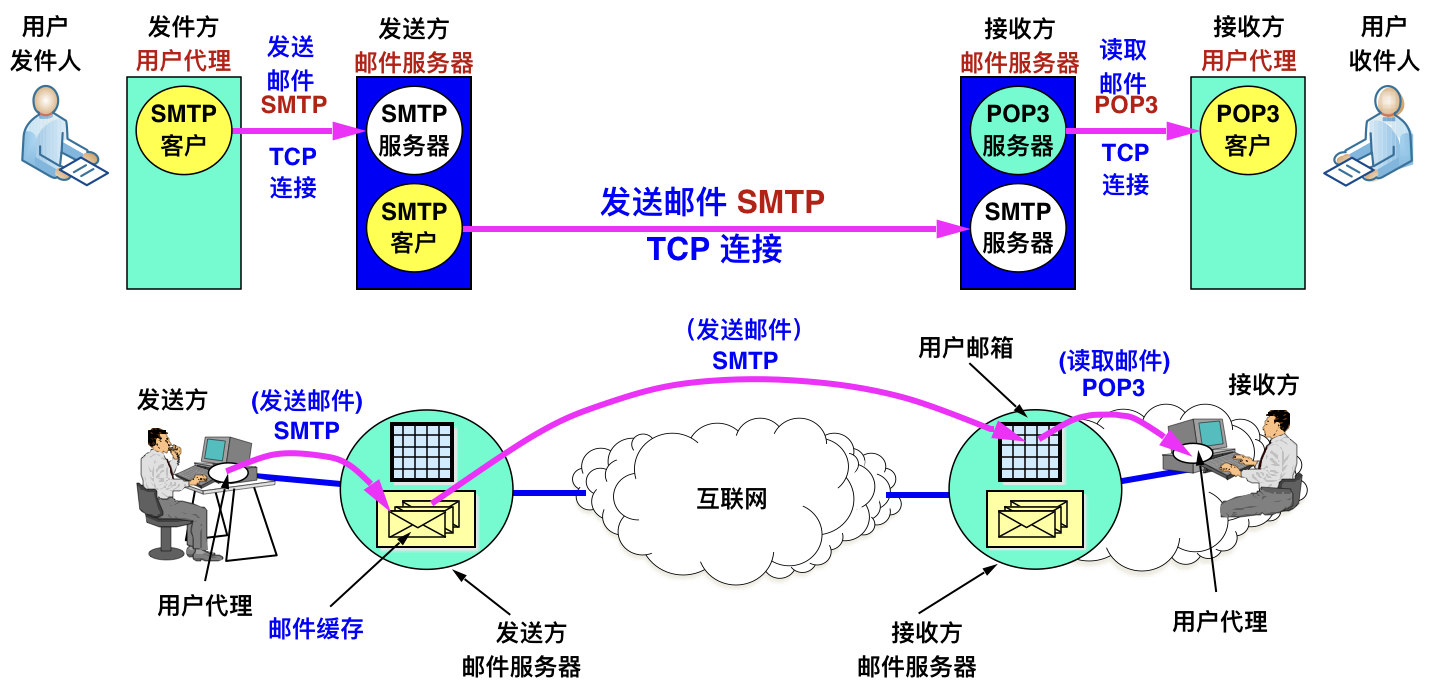 用户
发件人
发件方
用户代理
发送
邮件
SMTP
TCP
连接
发送方
邮件服务器
SMTP
客户
SMTP
服务器
SMTP
客户
发送邮件 SMTP
TCP 连接
接收方
邮件服务器
POP3
服务器
SMTP
服务器
读取
邮件
POP3
TCP
连接
接收方
用户代理
POP3
客户
用户
收件人
发送方
(发送邮件)
SMTP
(发送邮件)
SMTP
用户邮箱
(读取邮件)
POP3
接收方
互联网
用户代理
邮件缓存
发送方
邮件服务器
接收方
邮件服务器
用户代理